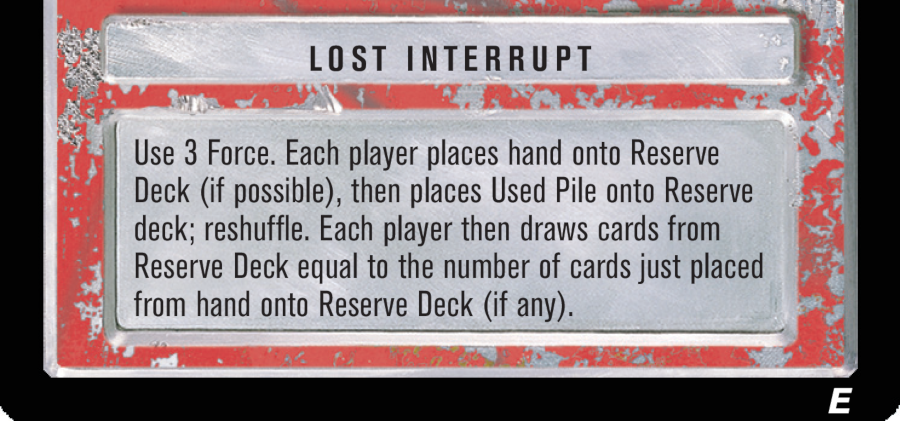 LOST INTERRUPT
Use 3 Force. Each player places hand onto Reserve
Deck (if possible), then places Used Pile onto Reserve
deck; reshuffle. Each player then draws cards from
Reserve Deck equal to the number of cards just placed
from hand onto Reserve Deck (if any).
E